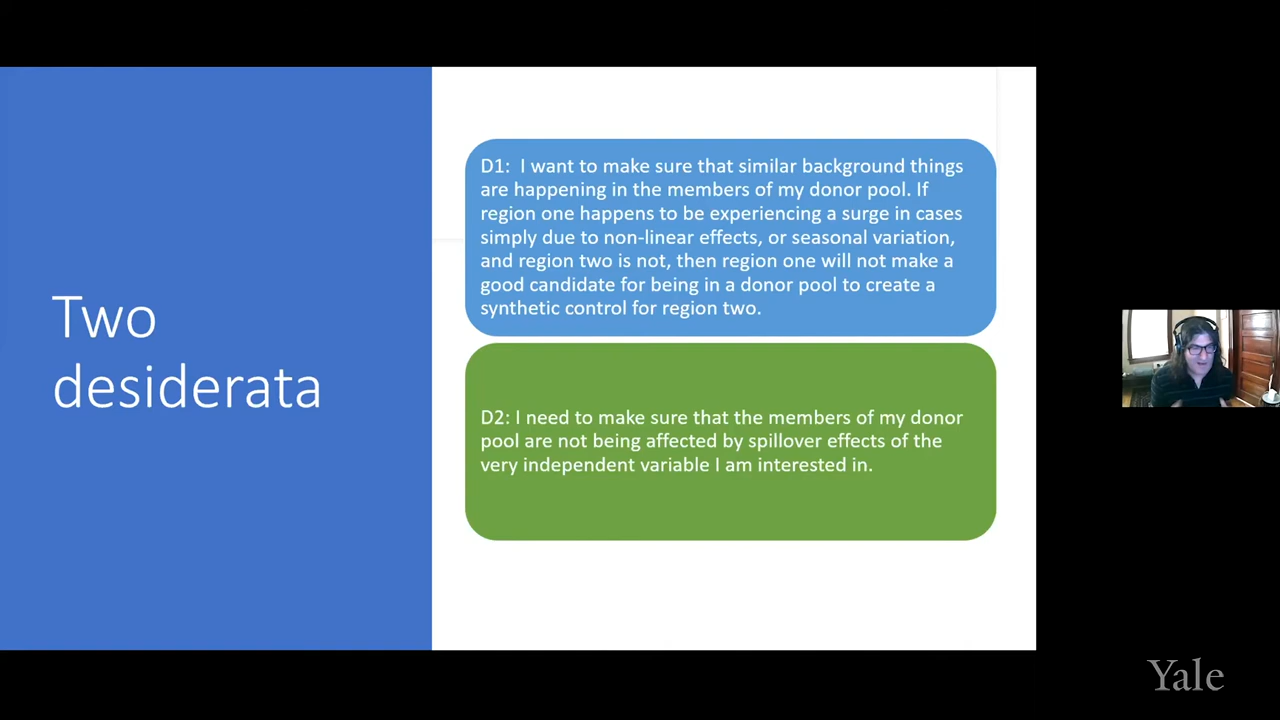 Two
desiderata
D1: I want to make sure that similar background things
are happening in the members of my donor pool. If
region one happens to be experiencing a surge in cases
simply due to non-linear effects, or seasonal variation,
and region two is not, then region one will not make a
good candidate for being in a donor pool to create a
synthetic control for region two.
D2: I need to make sure that the members of my donor
pool are not being affected by spillover effects of the
very independent variable I am interested in.
Yale